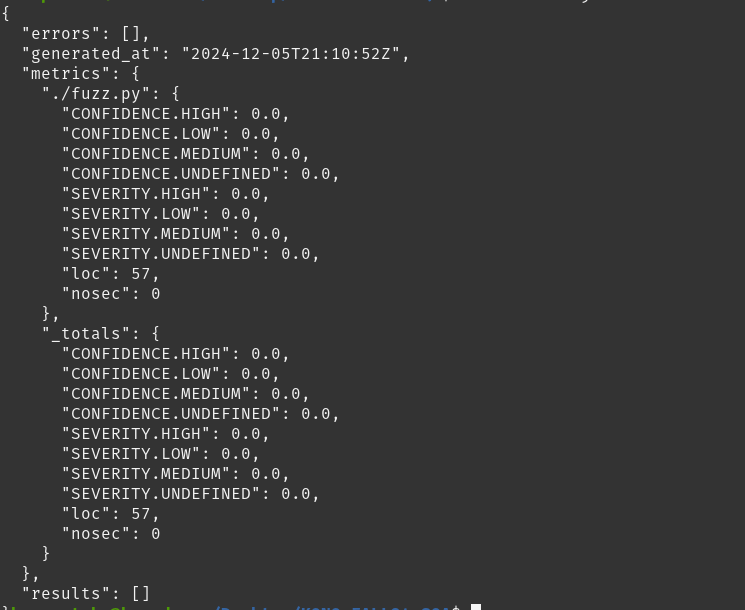 {
  "errors": [],
  "generated_at": "2024-12-05T21:10:52Z",
  "metrics": {
    "./fuzz.py": {
      "CONFIDENCE.HIGH": 0.0,
      "CONFIDENCE.LOW": 0.0,
      "CONFIDENCE.MEDIUM": 0.0,
      "CONFIDENCE.UNDEFINED": 0.0,
      "SEVERITY.HIGH": 0.0,
      "SEVERITY.LOW": 0.0,
      "SEVERITY.MEDIUM": 0.0,
      "SEVERITY.UNDEFINED": 0.0,
      "loc": 57,
      "nosec": 0
    },
    "_totals": {
      "CONFIDENCE.HIGH": 0.0,
      "CONFIDENCE.LOW": 0.0,
      "CONFIDENCE.MEDIUM": 0.0,
      "CONFIDENCE.UNDEFINED": 0.0,
      "SEVERITY.HIGH": 0.0,
      "SEVERITY.LOW": 0.0,
      "SEVERITY.MEDIUM": 0.0,
      "SEVERITY.UNDEFINED": 0.0,
      "loc": 57,
      "nosec": 0
    }
  },
  "results": []